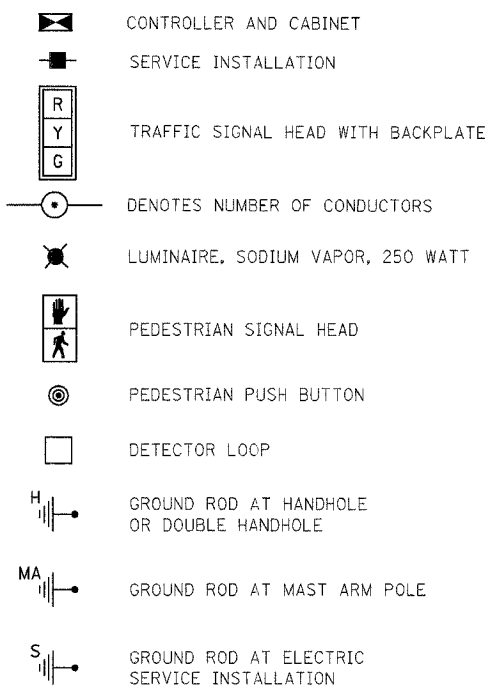 CONTROLLER AND CABINET
SERVICE INSTALLATION
R
Y
G
TRAFFIC SIGNAL HEAD WITH BACKPLATE
DENOTES NUMBER OF CONDUCTORS
LUMINAIRE, SODIUM VAPOR, 250 WATT
PEDESTRIAN SIGNAL HEAD
PEDESTRIAN PUSH BUTTON
DETECTOR LOOP
H
GROUND ROD AT HANDHOLE
OR DOUBLE HANDHOLE
MA
GROUND ROD AT MAST ARM POLE
S
GROUND ROD AT ELECTRIC
SERVICE INSTALLATION